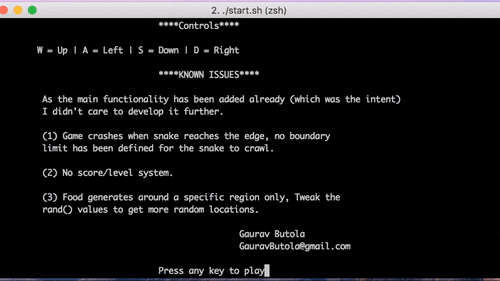 2. ./start.sh (zsh)
****Controls****
W = Up | A = Left | S = Down | D = Right
****KNOWN ISSUES****
As the main functionality has been added already (which was the intent)
I didn't care to develop it further.
(1) Game crashes when snake reaches the edge, no boundary
limit has been defined for the snake to crawl.
(2) No score/level system.
(3) Food generates around a specific region only, Tweak the
rand() values to get more random locations.
Gaurav Butola
GauravButola@gmail.com
Press any key to play